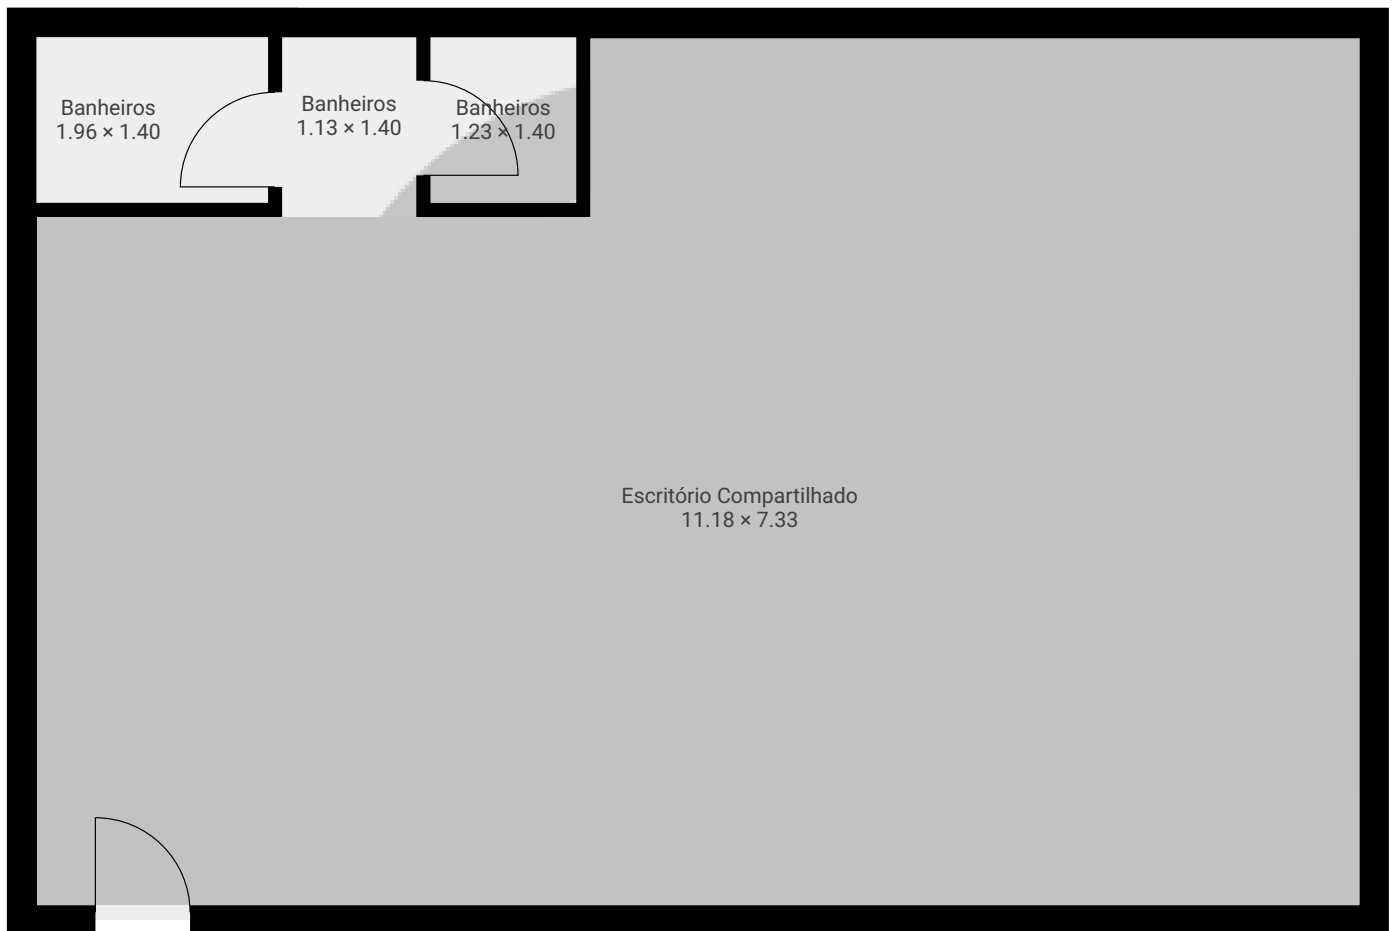 Banheiros
1.96 × 1.40
Banheiros
1.13 × 1.40
Banheiros
1.23 × 1.40
Escritório Compartilhado
11.18 × 7.33